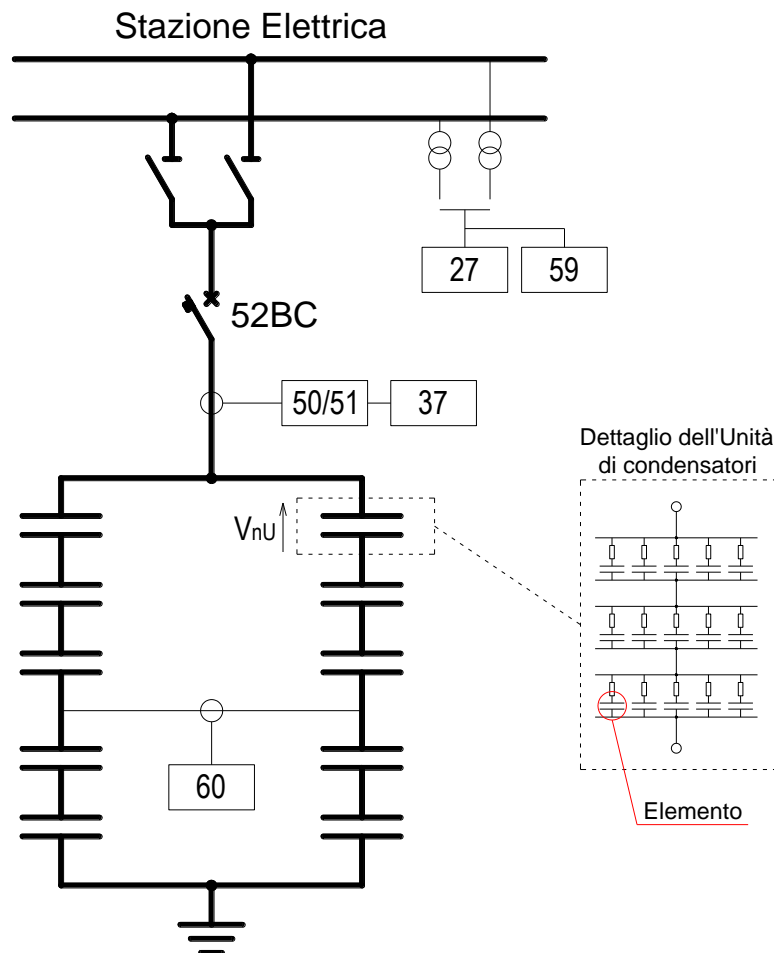 Stazione Elettrica
27
59
52BC
50/51
37
Dettaglio dell'Unità
di condensatori
VnU
60
Elemento